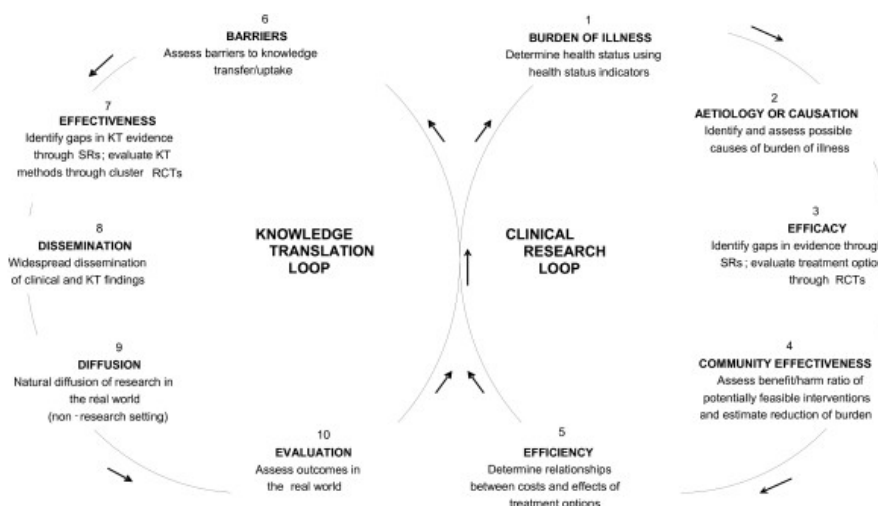 6
BARRIERS
Assess barriers to knowledge
transfer/uptake
7
EFFECTIVENESS
Identify gaps in KT evidence
through SRs; evaluate KT
methods through cluster RCTs
8
DISSEMINATION
Widespread dissemination
of clinical and KT findings
9
DIFFUSION
Natural diffusion of research in
the real world
(non-research setting)
10
EVALUATION
Assess outcomes in
the real world
KNOWLEDGE
TRANSLATION
LOOP
CLINICAL
RESEARCH
LOOP
1
BURDEN OF ILLNESS
Determine health status using
health status indicators
2
AETIOLOGY OR CAUSATION
Identify and assess possible
causes of burden of illness
3
EFFICACY
Identify gaps in evidence through
SRs; evaluate treatment option
through RCTs
4
COMMUNITY EFFECTIVENESS
Assess benefit/harm ratio of
potentially feasible interventions
and estimate reduction of burden
5
EFFICIENCY
Determine relationships
between costs and effects of
treatment options